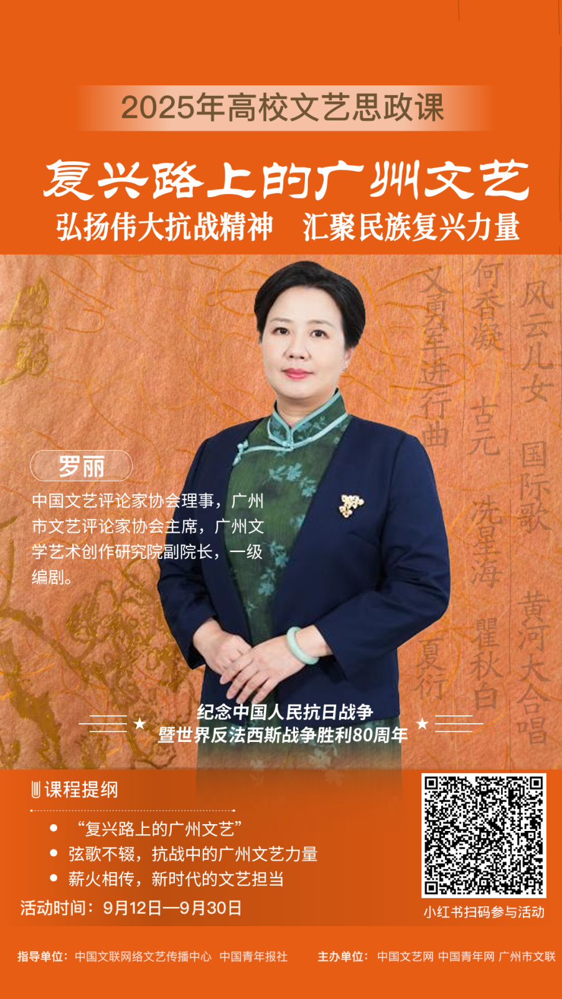 2025年高校文艺思政课
复兴路上的广州文艺
弘扬伟大抗战精神 汇聚民族复兴力量
风云儿女 国际歌 黄河大合唱
何香凝 古元 冼星海 瞿秋白
义勇军进行曲 夏衍
罗丽
中国文艺评论家协会理事，广州
市文艺评论家协会主席，广州文
学艺术创作研究院副院长，一级
编剧。
纪念中国人民抗日战争
暨世界反法西斯战争胜利80周年
课程提纲
“复兴路上的广州文艺”
弦歌不辍，抗战中的广州文艺力量
薪火相传，新时代的文艺担当
活动时间：9月12日—9月30日
小红书扫码参与活动
指导单位：中国文联网络文艺传播中心 中国青年报社
主办单位：中国文艺网 中国青年网 广州市文联